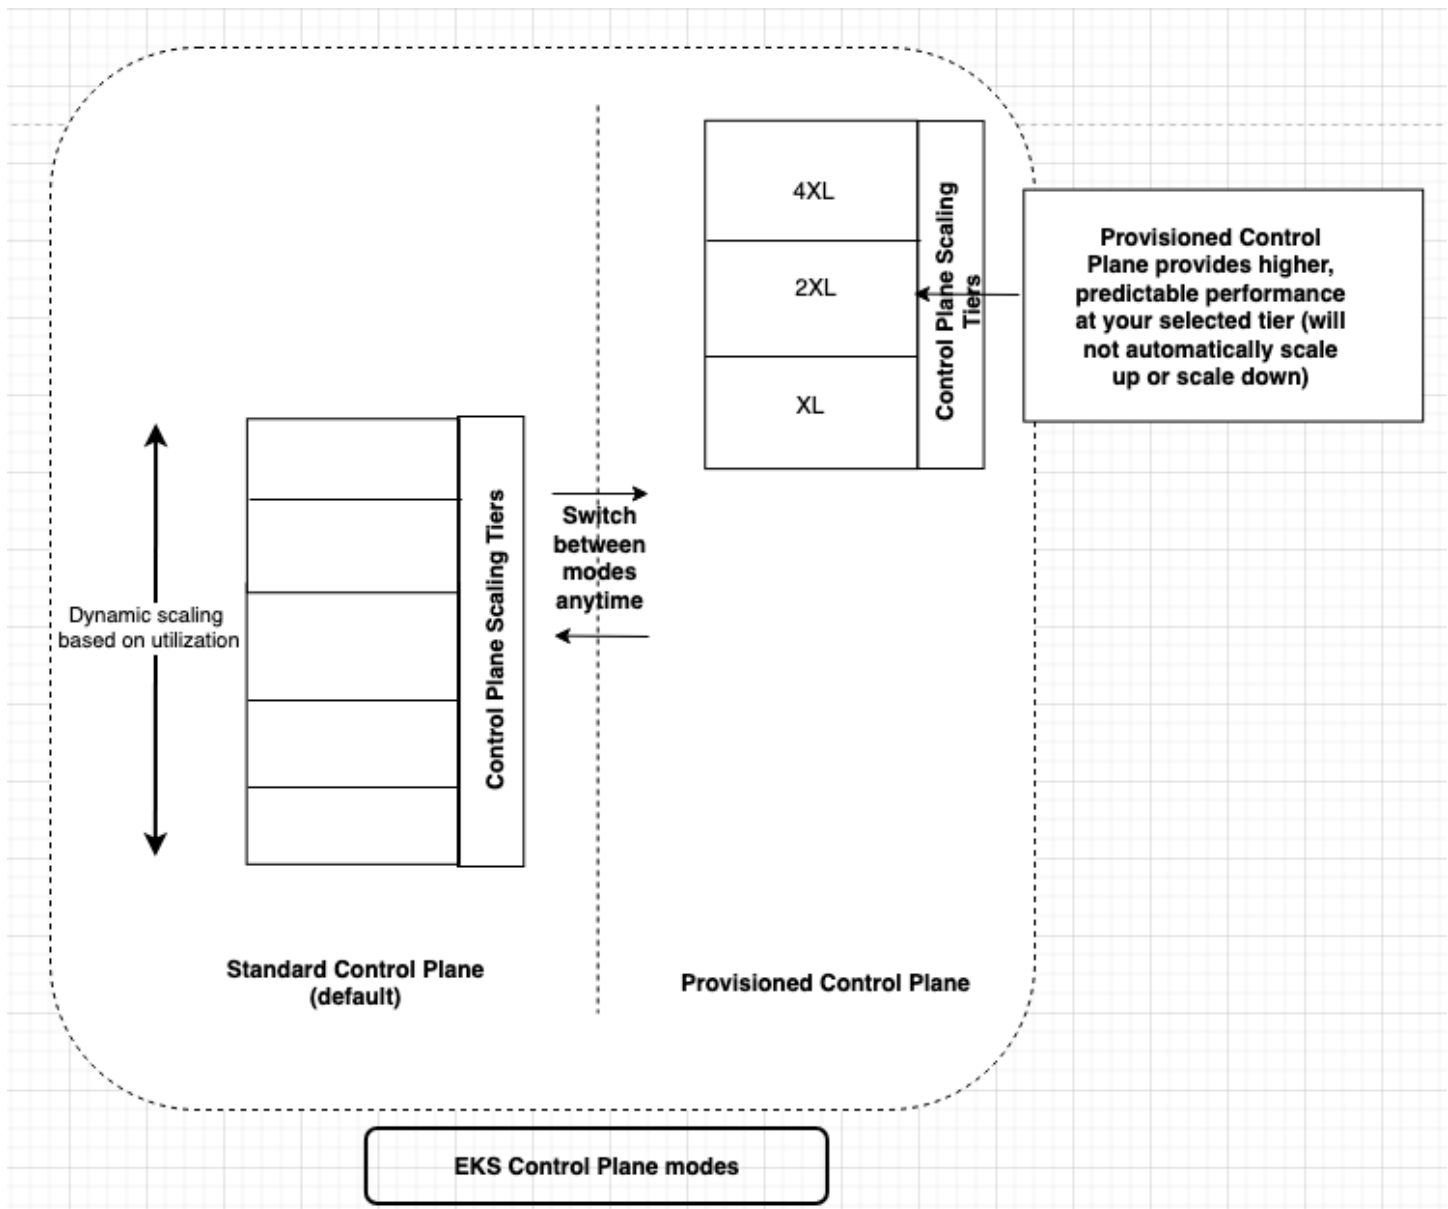 4XL
2XL
XL
Control Plane Scaling
Tiers
Provisioned Control
Plane provides higher,
predictable performance
at your selected tier (will
not automatically scale
up or scale down)
Dynamic scaling
based on utilization
Control Plane Scaling Tiers
Switch
between
modes
anytime
Standard Control Plane
(default)
Provisioned Control Plane
EKS Control Plane modes